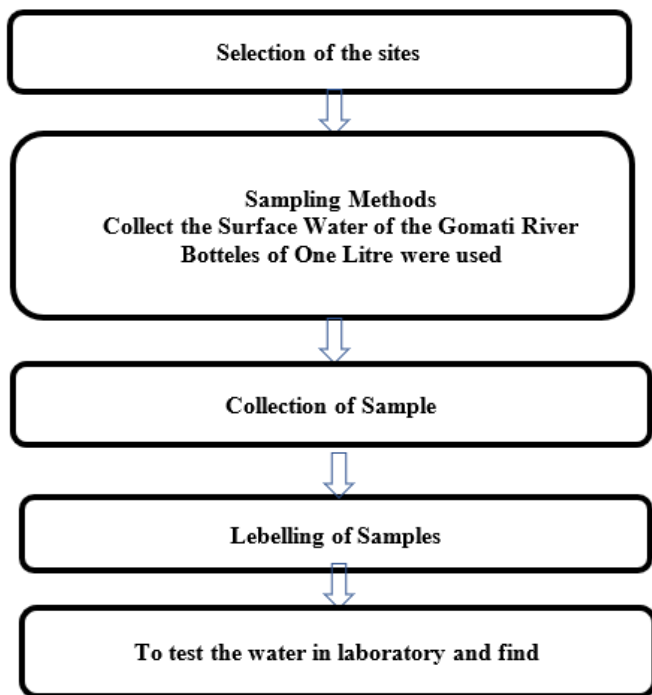 Selection of the sites
Sampling Methods
Collect the Surface Water of the Gomati River
Botteles of One Litre were used
Collection of Sample
Lebelling of Samples
To test the water in laboratory and find